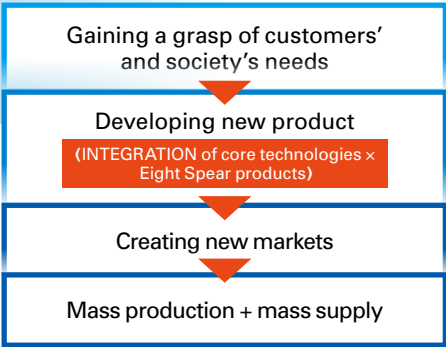 Gaining a grasp of customers’
and society’s needs
Developing new product
(INTEGRATION of core technologies ×
Eight Spear products)
Creating new markets
Mass production + mass supply